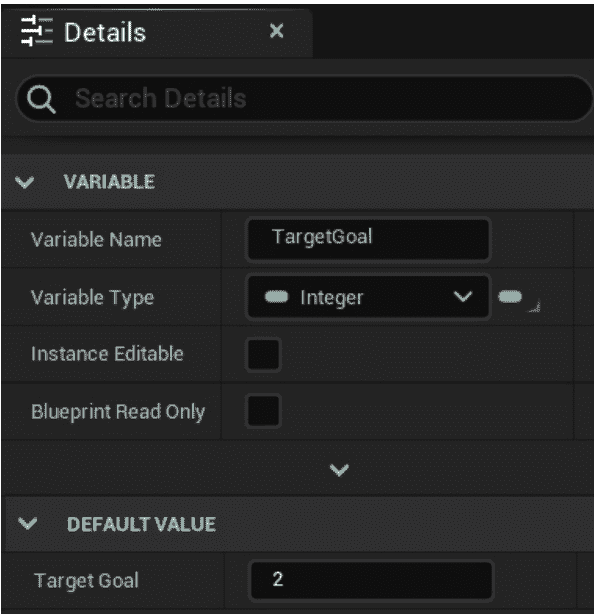 Details
Search Details
VARIABLE
Variable Name TargetGoal
Variable Type Integer
Instance Editable
Blueprint Read Only
DEFAULT VALUE
Target Goal 2